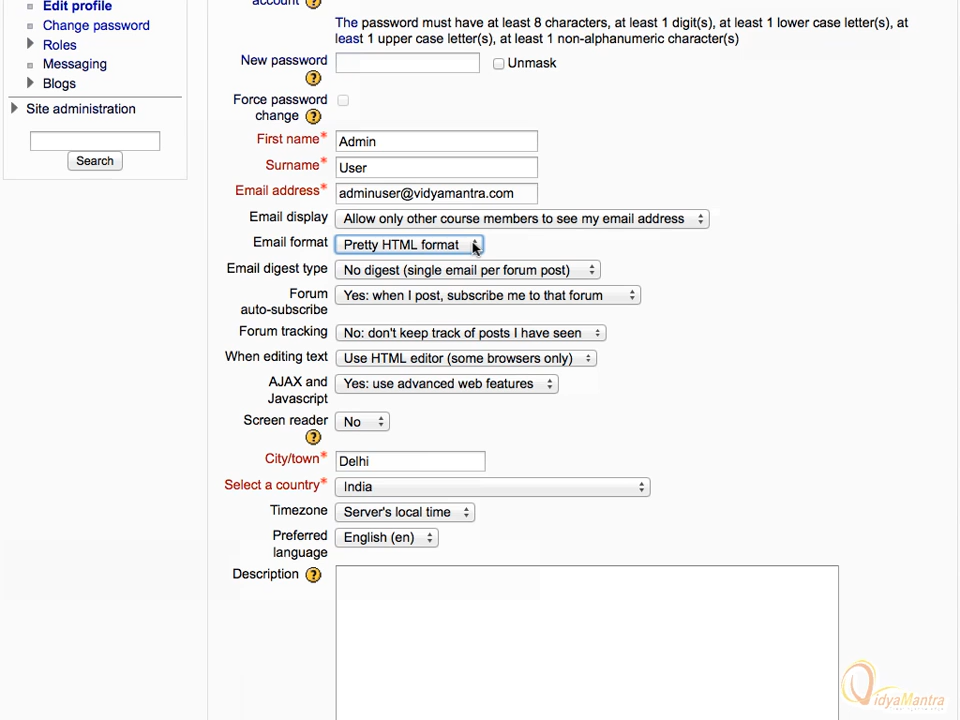 Edit profile
Change password
Roles
Messaging
Blogs
Site administration
Search
account
The password must have at least 8 characters, at least 1 digit(s), at least 1 lower case letter(s), at
least 1 upper case letter(s), at least 1 non-alphanumeric character(s)
New password
Unmask
Force password
change
First name* Admin
Surname* User
Email address* adminuser@vidyamantra.com
Email display Allow only other course members to see my email address
Email format Pretty HTML format
Email digest type No digest (single email per forum post)
Forum
auto-subscribe Yes: when I post, subscribe me to that forum
Forum tracking No: don't keep track of posts I have seen
When editing text Use HTML editor (some browsers only)
AJAX and
Javascript Yes: use advanced web features
Screen reader No
City/town* Delhi
Select a country* India
Timezone Server's local time
Preferred
language English (en)
Description
VidyaMantra